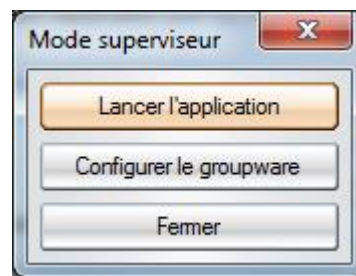 Mode superviseur
Lancer l'application
Configurer le groupware
Fermer